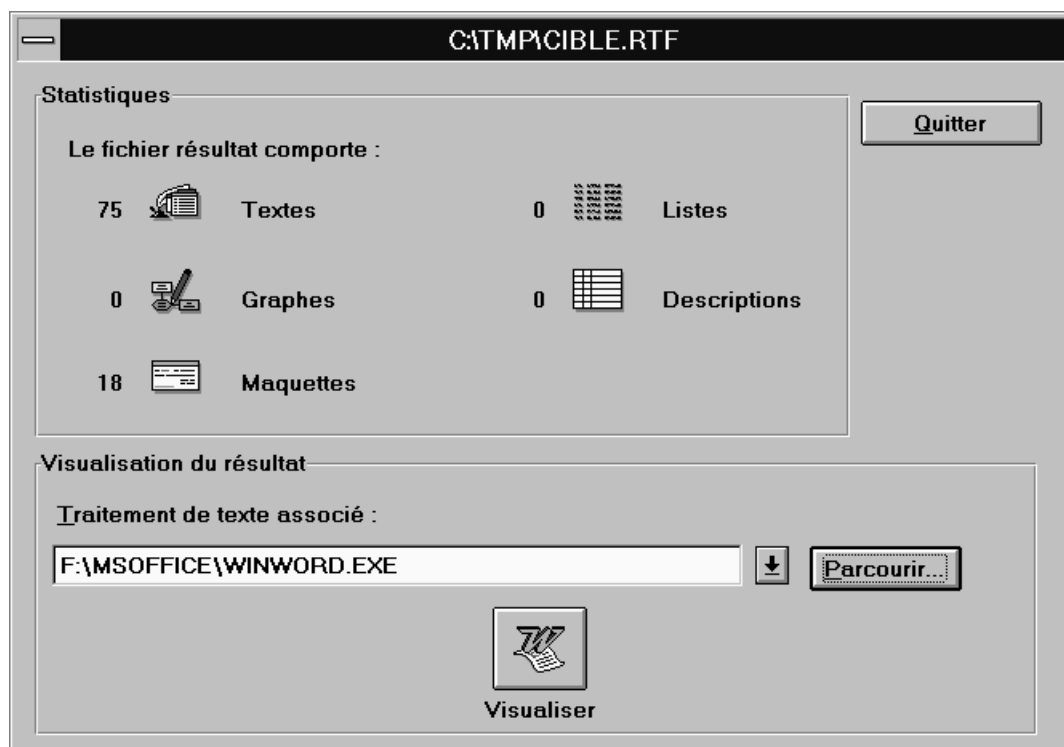 C:\TMP\CIBLE.RTF
Statistiques
Quitter
Le fichier résultat comporte :
75 Textes 0 Listes
0 Graphes 0 Descriptions
18 Maquettes
Visualisation du résultat
Traitement de texte associé :
F:\MSOFFICE\WINWORD.EXE Parcourir...
Visualiser